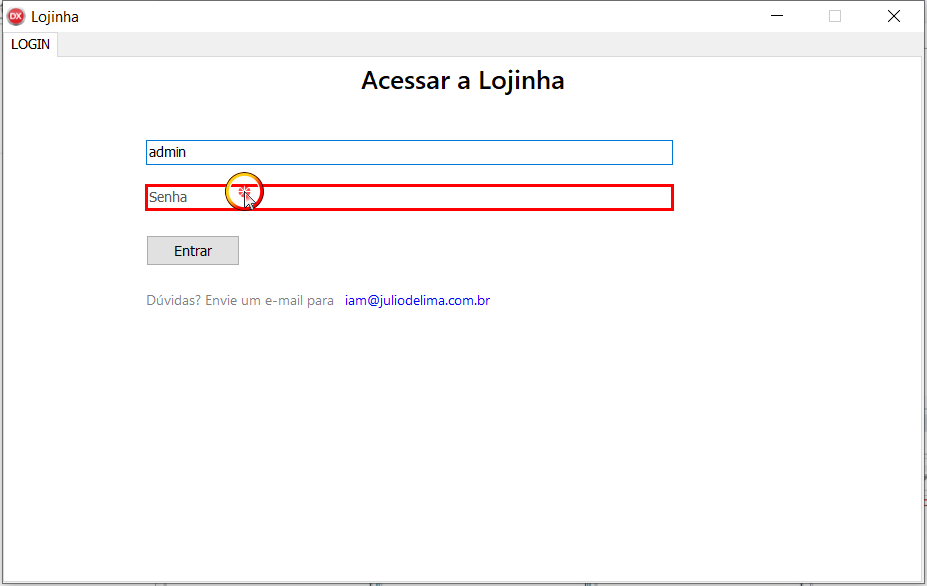 DX Lojinha
LOGIN
Acessar a Lojinha
admin
Senha
Entrar
Dúvidas? Envie um e-mail para iam@juliodelima.com.br